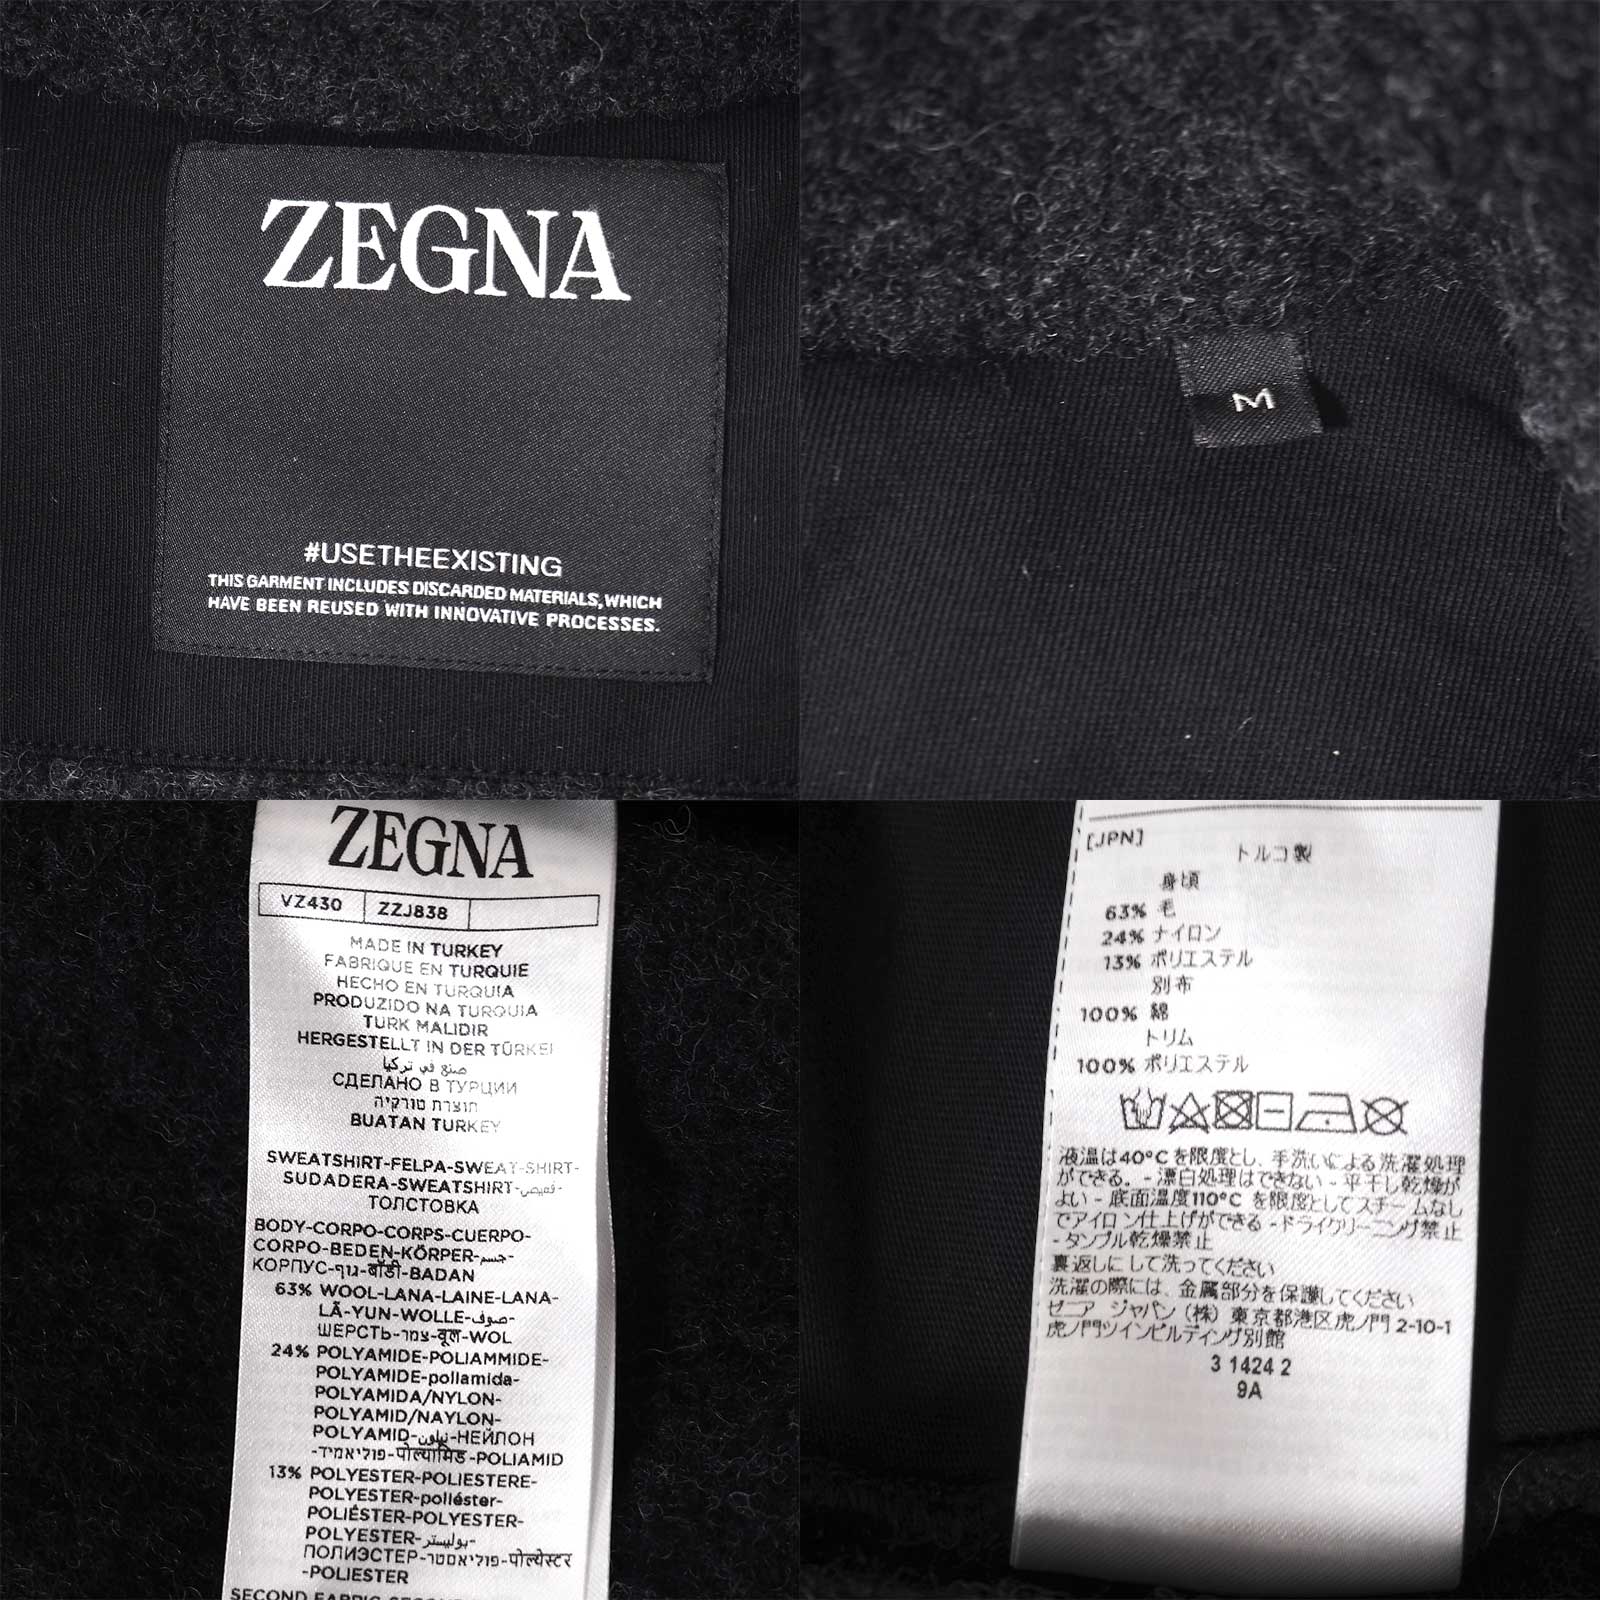 ZEGNA
#USETHEEXISTING
THIS GARMENT INCLUDES DISCARDED MATERIALS, WHICH
HAVE BEEN REUSED WITH INNOVATIVE PROCESSES.
M
ZEGNA
VZ430 ZZJ838
MADE IN TURKEY
FABRIQUE EN TURQUIE
HECHO EN TURQUIA
PRODUZIDO NA TURQUIA
TURK MALIDIR
HERGESTELLT IN DER TÜRKEI
صنع في تركيا
СДЕЛАНО В ТУРЦИИ
תוצרת טורקיה
BUATAN TURKEY
SWEATSHIRT-FELPA-SWEAT-SHIRT-
SUDADERA-SWEATSHIRT-قميص-
ТОЛСТОВКА
BODY-CORPO-CORPS-CUERPO-
CORPO-BEDEN-KÖRPER-جسم-
КОРПУС-גוף-बॉडी-BADAN
63% WOOL-LANA-LAINE-LANA-
LÃ-YUN-WOLLE-صوف-
ШЕРСТЬ-צמר-वूल-WOL
24% POLYAMIDE-POLIAMMIDE-
POLYAMIDE-poliamida-
POLYAMIDA/NYLON-
POLYAMID/NAYLON-
POLYAMID-نيلون-НЕЙЛОН
-פוליאמיד-पोल्यामिड-POLIAMID
13% POLYESTER-POLIESTERE-
POLYESTER-poliéster-
POLIÉSTER-POLYESTER-
POLYESTER-بوليستر-
ПОЛИЭСТЕР-פוליאסטר-पोलीयेस्टर
-POLIESTER
[JPN]
トルコ製
身頃
63% 毛
24% ナイロン
13% ポリエステル
別布
100% 綿
トリム
100% ポリエステル
液温は40°Cを限度とし、手洗いによる洗濯処理
ができる。- 漂白処理はできない - 平干し乾燥が
よい - 底面温度110°C を限度としてスチームなし
でアイロン仕上げができる - ドライクリーニング禁止
- タンブル乾燥禁止
裏返しにして洗ってください
洗濯の際には、金属部分を保護してください
ゼニア ジャパン (株) 東京都港区虎ノ門 2-10-1
虎ノ門ツインビルディング別館
3 1424 2
9A